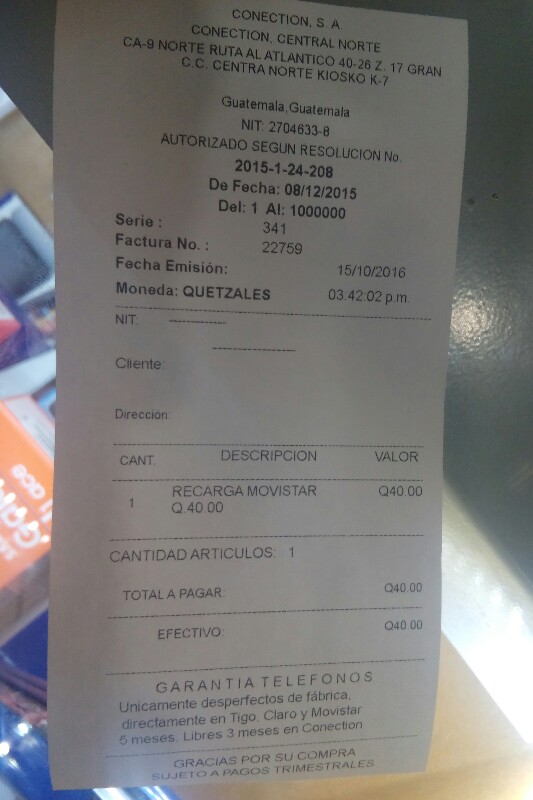 CONECTION, S. A.
CONECTION, CENTRAL NORTE
CA-9 NORTE RUTA AL ATLANTICO 40-26 Z. 17 GRAN
C.C. CENTRA NORTE KIOSKO K-7
Guatemala,Guatemala
NIT: 2704633-8
AUTORIZADO SEGUN RESOLUCION No.
2015-1-24-208
De Fecha: 08/12/2015
Del: 1 Al: 1000000
Serie : 341
Factura No. : 22759
Fecha Emisión: 15/10/2016
Moneda: QUETZALES 03:42:02 p.m.
NIT:
Cliente:
Dirección:
CANT. DESCRIPCION VALOR
1 RECARGA MOVISTAR Q40.00
Q.40.00
CANTIDAD ARTICULOS: 1
TOTAL A PAGAR: Q40.00
EFECTIVO: Q40.00
GARANTIA TELEFONOS
Unicamente desperfectos de fábrica,
directamente en Tigo. Claro y Movistar
6 meses. Libres 3 meses en Conection
GRACIAS POR SU COMPRA
SUJETO A PAGOS TRIMESTRALES